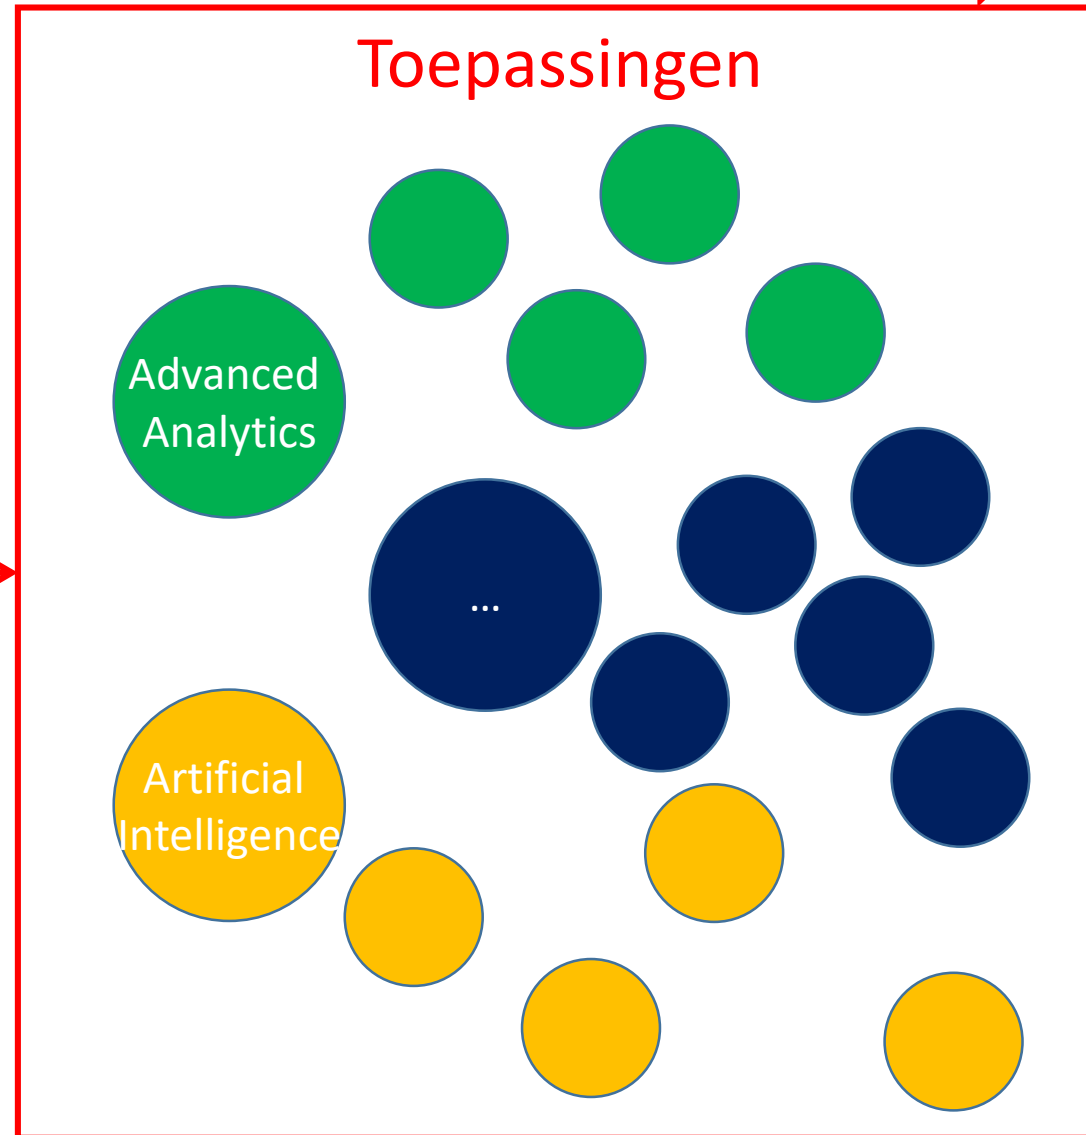 Toepassingen
Advanced
Analytics
...
Artificial
Intelligence